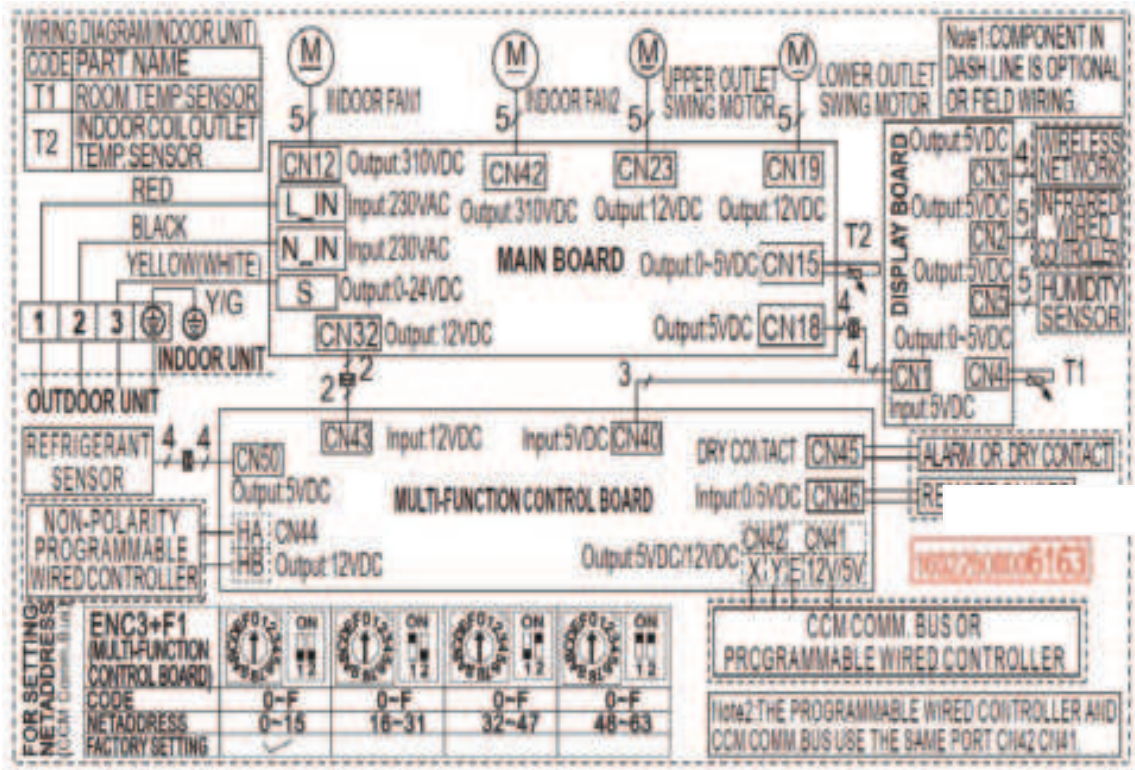 WIRING DIAGRAM(INDOOR UNIT)
CODE PART NAME
T1 ROOM TEMP.SENSOR
T2 INDOOR COIL OUTLET
TEMP.SENSOR
M
INDOOR FAN1
5
M
INDOOR FAN2
5
M
UPPER OUTLET
SWING MOTOR
5
M
LOWER OUTLET
SWING MOTOR
5
Note1:COMPONENT IN
DASH LINE IS OPTIONAL
OR FIELD WIRING.
CN12 Output:310VDC
CN42
Output:310VDC
CN23
Output:12VDC
CN19
Output:12VDC
RED
L_IN Input:230VAC
BLACK
N_IN Input:230VAC
YELLOW(WHITE)
S Output:0-24VDC
MAIN BOARD
Output:0~5VDC CN15
T2
Output:5VDC CN18
4
4
CN32 Output:12VDC
1 2 3
Y/G
INDOOR UNIT
OUTDOOR UNIT
DISPLAY BOARD
Output:5VDC
CN3
4
WIRELESS
NETWORK
Output:5VDC
CN2
5
INFRARED
WIRED
CONTROLLER
Output:5VDC
CN5
5
HUMIDITY
SENSOR
Output:0~5VDC
CN1 CN4
T1
Input:5VDC
2
2
3
CN43 Input:12VDC
Input:5VDC CN40
REFRIGERANT
SENSOR
4 4
CN50
Output:5VDC
MULTI-FUNCTION CONTROL BOARD
DRY CONTACT CN45
ALARM OR DRY CONTACT
Intput:0/5VDC CN46
NON-POLARITY
PROGRAMMABLE
WIRED CONTROLLER
HA CN44
HB Output:12VDC
Output:5VDC/12VDC
CN42 CN41
X Y E 12V/5V
CCM COMM. BUS OR
PROGRAMMABLE WIRED CONTROLLER
Note2:THE PROGRAMMABLE WIRED CONTROLLER AND
CCM COMM.BUS USE THE SAME PORT CN42 CN41.
FOR SETTING
NETADDRESS
(CCM Comm.Bus)
ENC3+F1
(MULTI-FUNCTION
CONTROL BOARD)
ON
1 2
ON
1 2
ON
1 2
ON
1 2
CODE 0~F 0~F 0~F 0~F
NETADDRESS 0~15 16~31 32~47 48~63
FACTORY SETTING